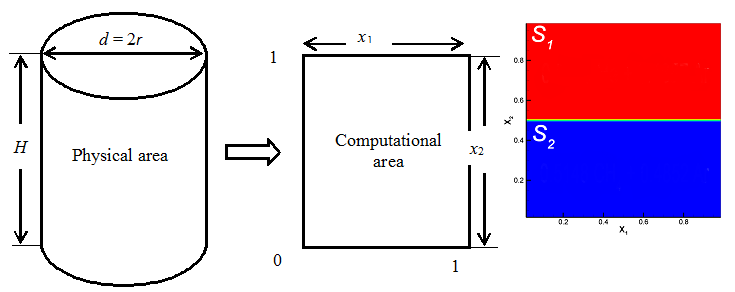 d = 2r
H
Physical area
x1
1
Computational
area
x2
0
1
S1
S2
0.8
0.6
0.4
0.2
x2
0.2
0.4
0.6
0.8
x1